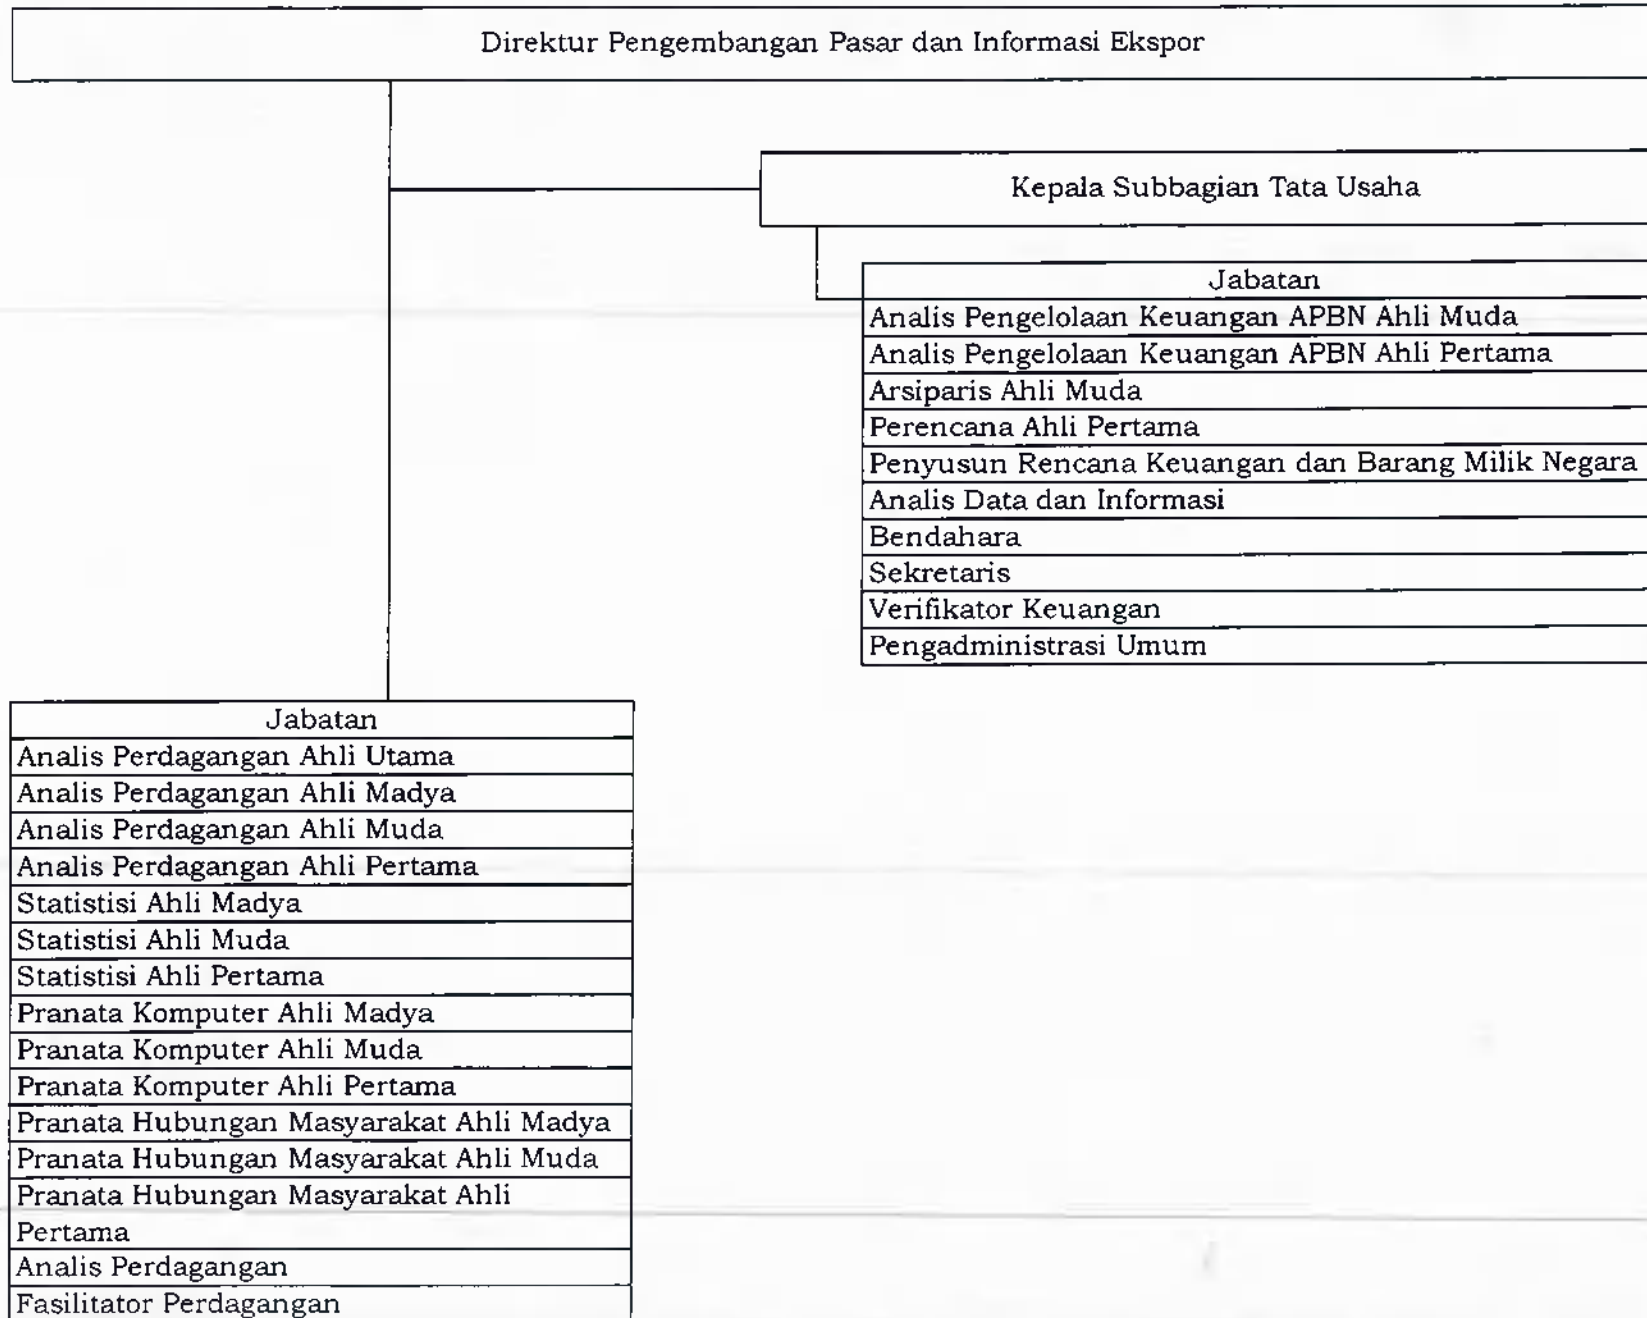 Direktur Pengembangan Pasar dan Informasi Ekspor
Kepala Subbagian Tata Usaha
Jabatan
Analis Pengelolaan Keuangan APBN Ahli Muda
Analis Pengelolaan Keuangan APBN Ahli Pertama
Arsiparis Ahli Muda
Perencana Ahli Pertama
Penyusun Rencana Keuangan dan Barang Milik Negara
Analis Data dan Informasi
Bendahara
Sekretaris
Verifikator Keuangan
Pengadministrasi Umum
Jabatan
Analis Perdagangan Ahli Utama
Analis Perdagangan Ahli Madya
Analis Perdagangan Ahli Muda
Analis Perdagangan Ahli Pertama
Statistisi Ahli Madya
Statistisi Ahli Muda
Statistisi Ahli Pertama
Pranata Komputer Ahli Madya
Pranata Komputer Ahli Muda
Pranata Komputer Ahli Pertama
Pranata Hubungan Masyarakat Ahli Madya
Pranata Hubungan Masyarakat Ahli Muda
Pranata Hubungan Masyarakat Ahli
Pertama
Analis Perdagangan
Fasilitator Perdagangan